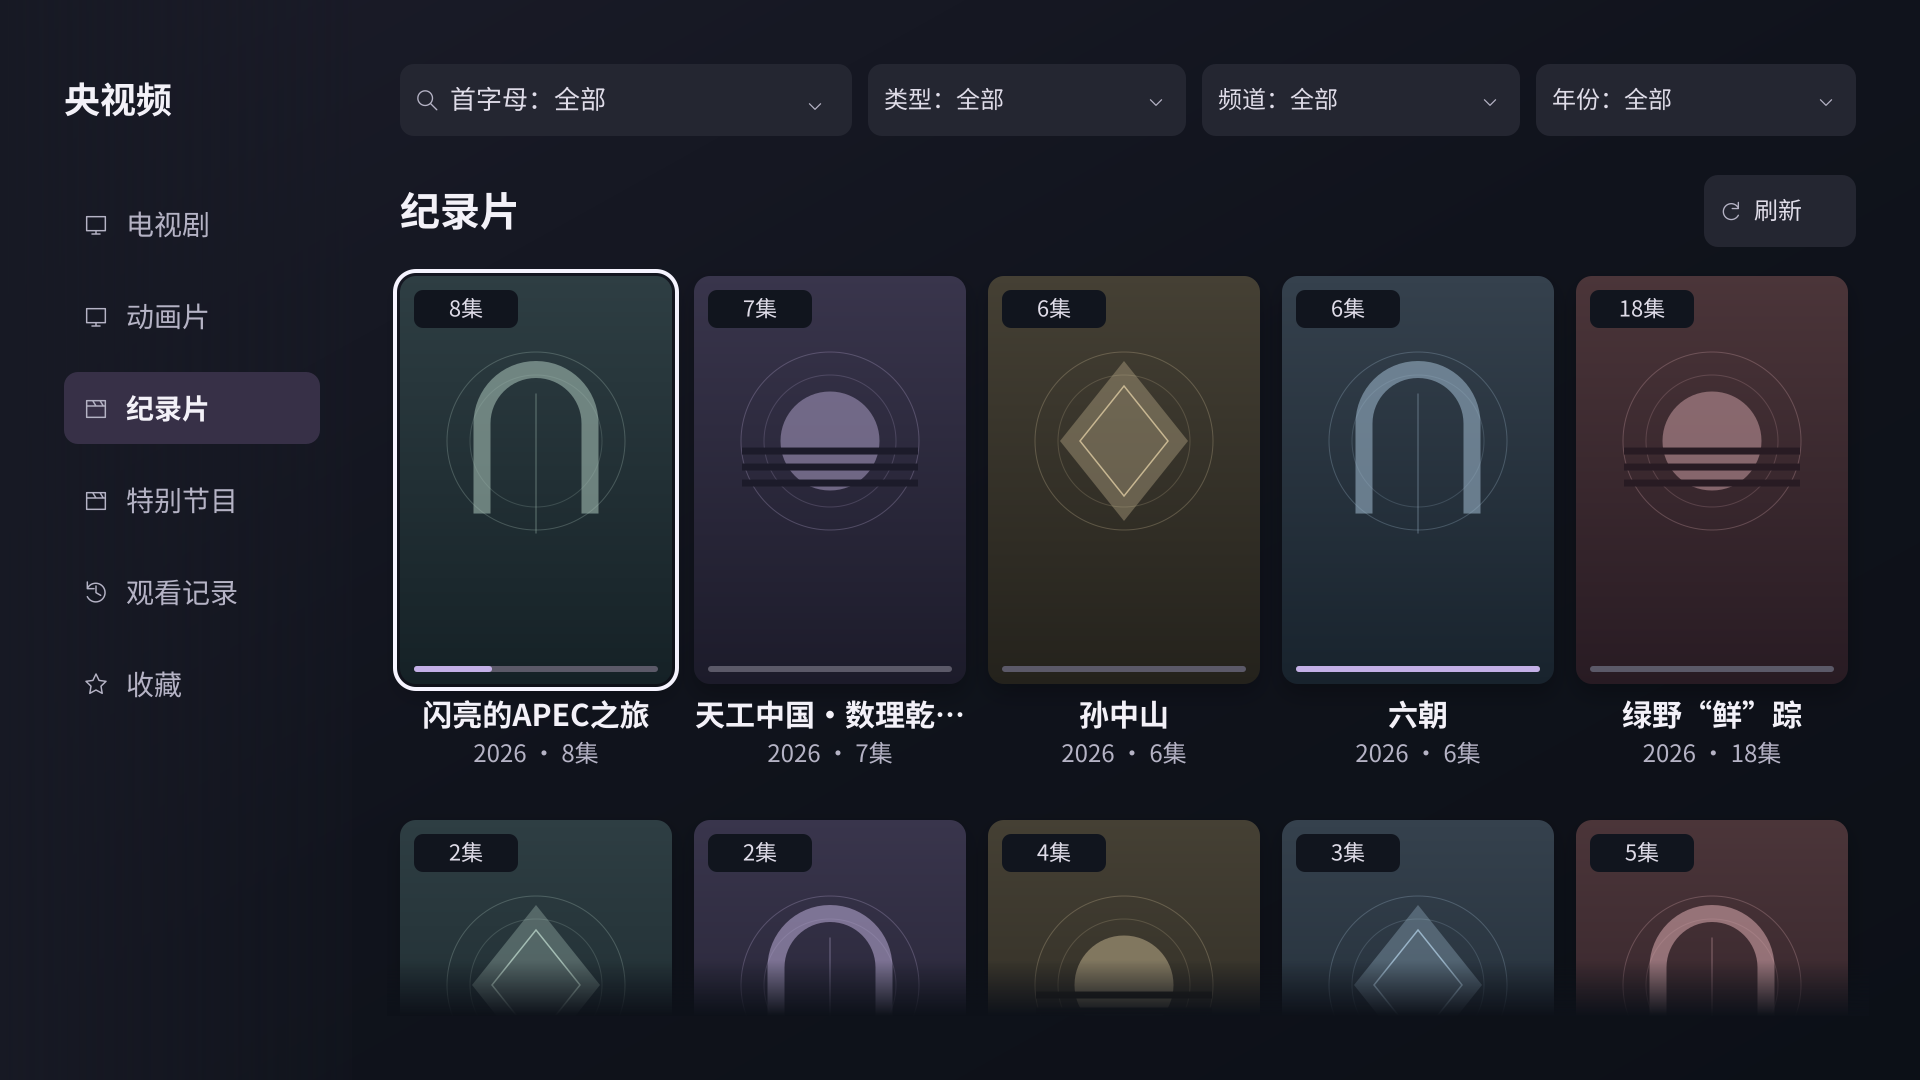 央视频
首字母：全部
类型：全部
频道：全部
年份：全部
电视剧
动画片
纪录片
特别节目
观看记录
收藏
纪录片
刷新
8集
7集
6集
6集
18集
闪亮的APEC之旅
天工中国・数理乾…
孙中山
六朝
绿野“鲜”踪
2026 · 8集
2026 · 7集
2026 · 6集
2026 · 6集
2026 · 18集
2集
2集
4集
3集
5集